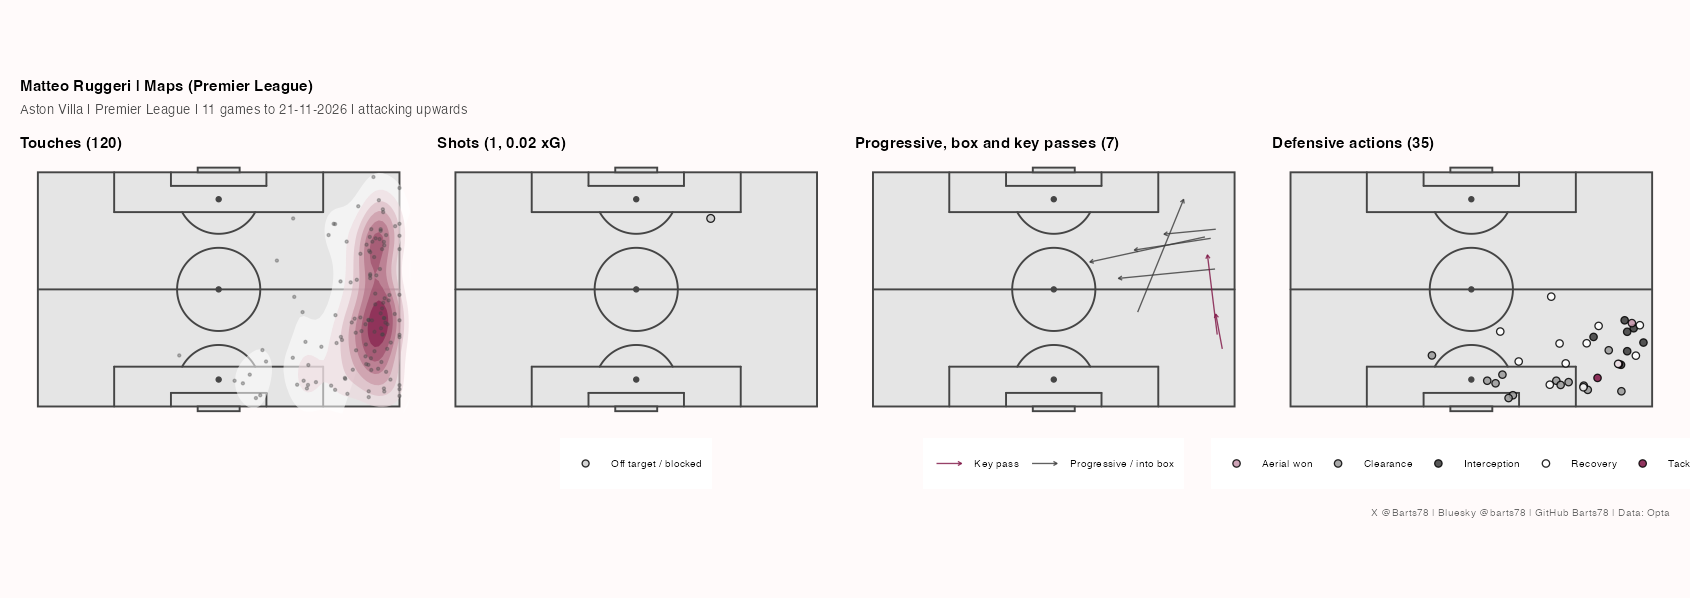 Matteo Ruggeri | Maps (Premier League)
Aston Villa | Premier League | 11 games to 21-11-2026 | attacking upwards
Touches (120)
Shots (1, 0.02 xG)
Progressive, box and key passes (7)
Defensive actions (35)
Off target / blocked
Key pass
Progressive / into box
Aerial won
Clearance
Interception
Recovery
Tack
X @Barts78 | Bluesky @barts78 | GitHub Barts78 | Data: Opta